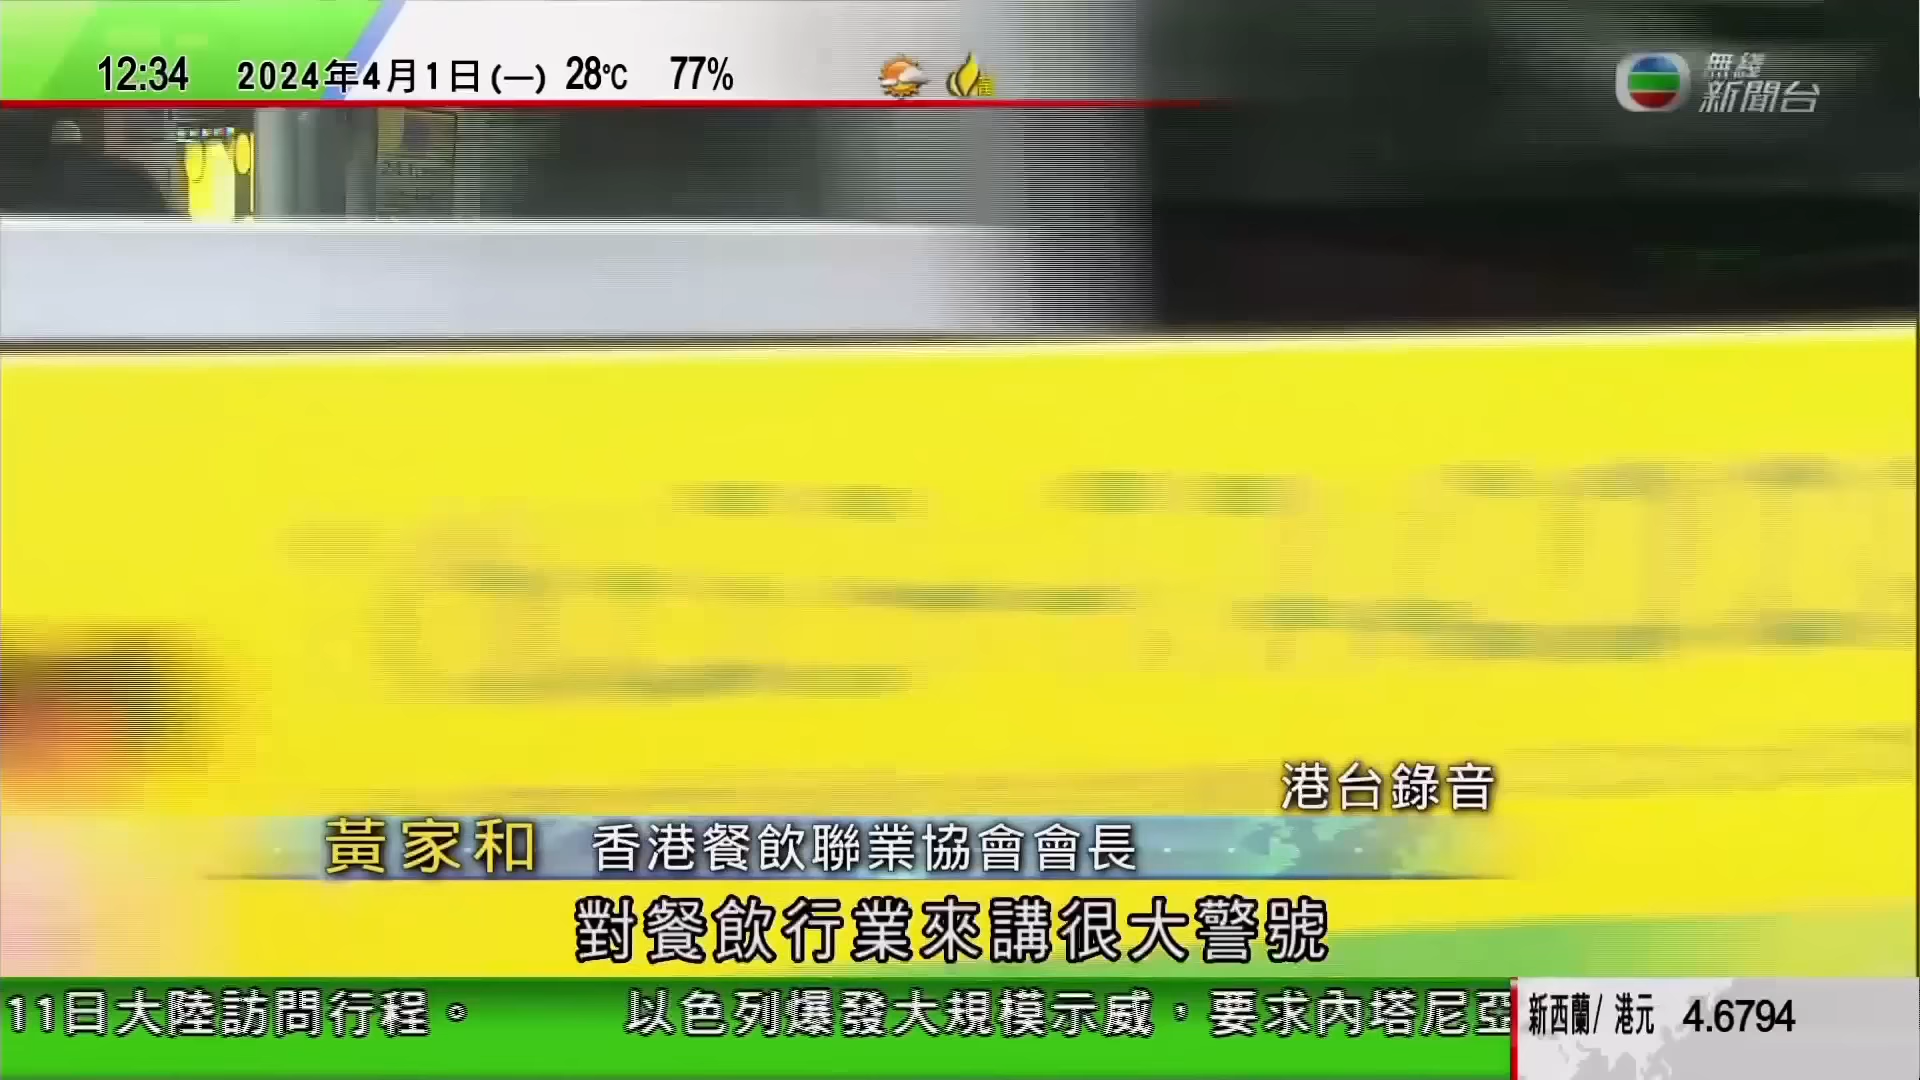 12:34 2024年4月1日(一) 28℃ 77%
無綫
新聞台
港台錄音
黃家和 香港餐飲聯業協會會長
對餐飲行業來講很大警號
11日大陸訪問行程。 以色列爆發大規模示威，要求內塔尼亞
新西蘭/港元 4.6794